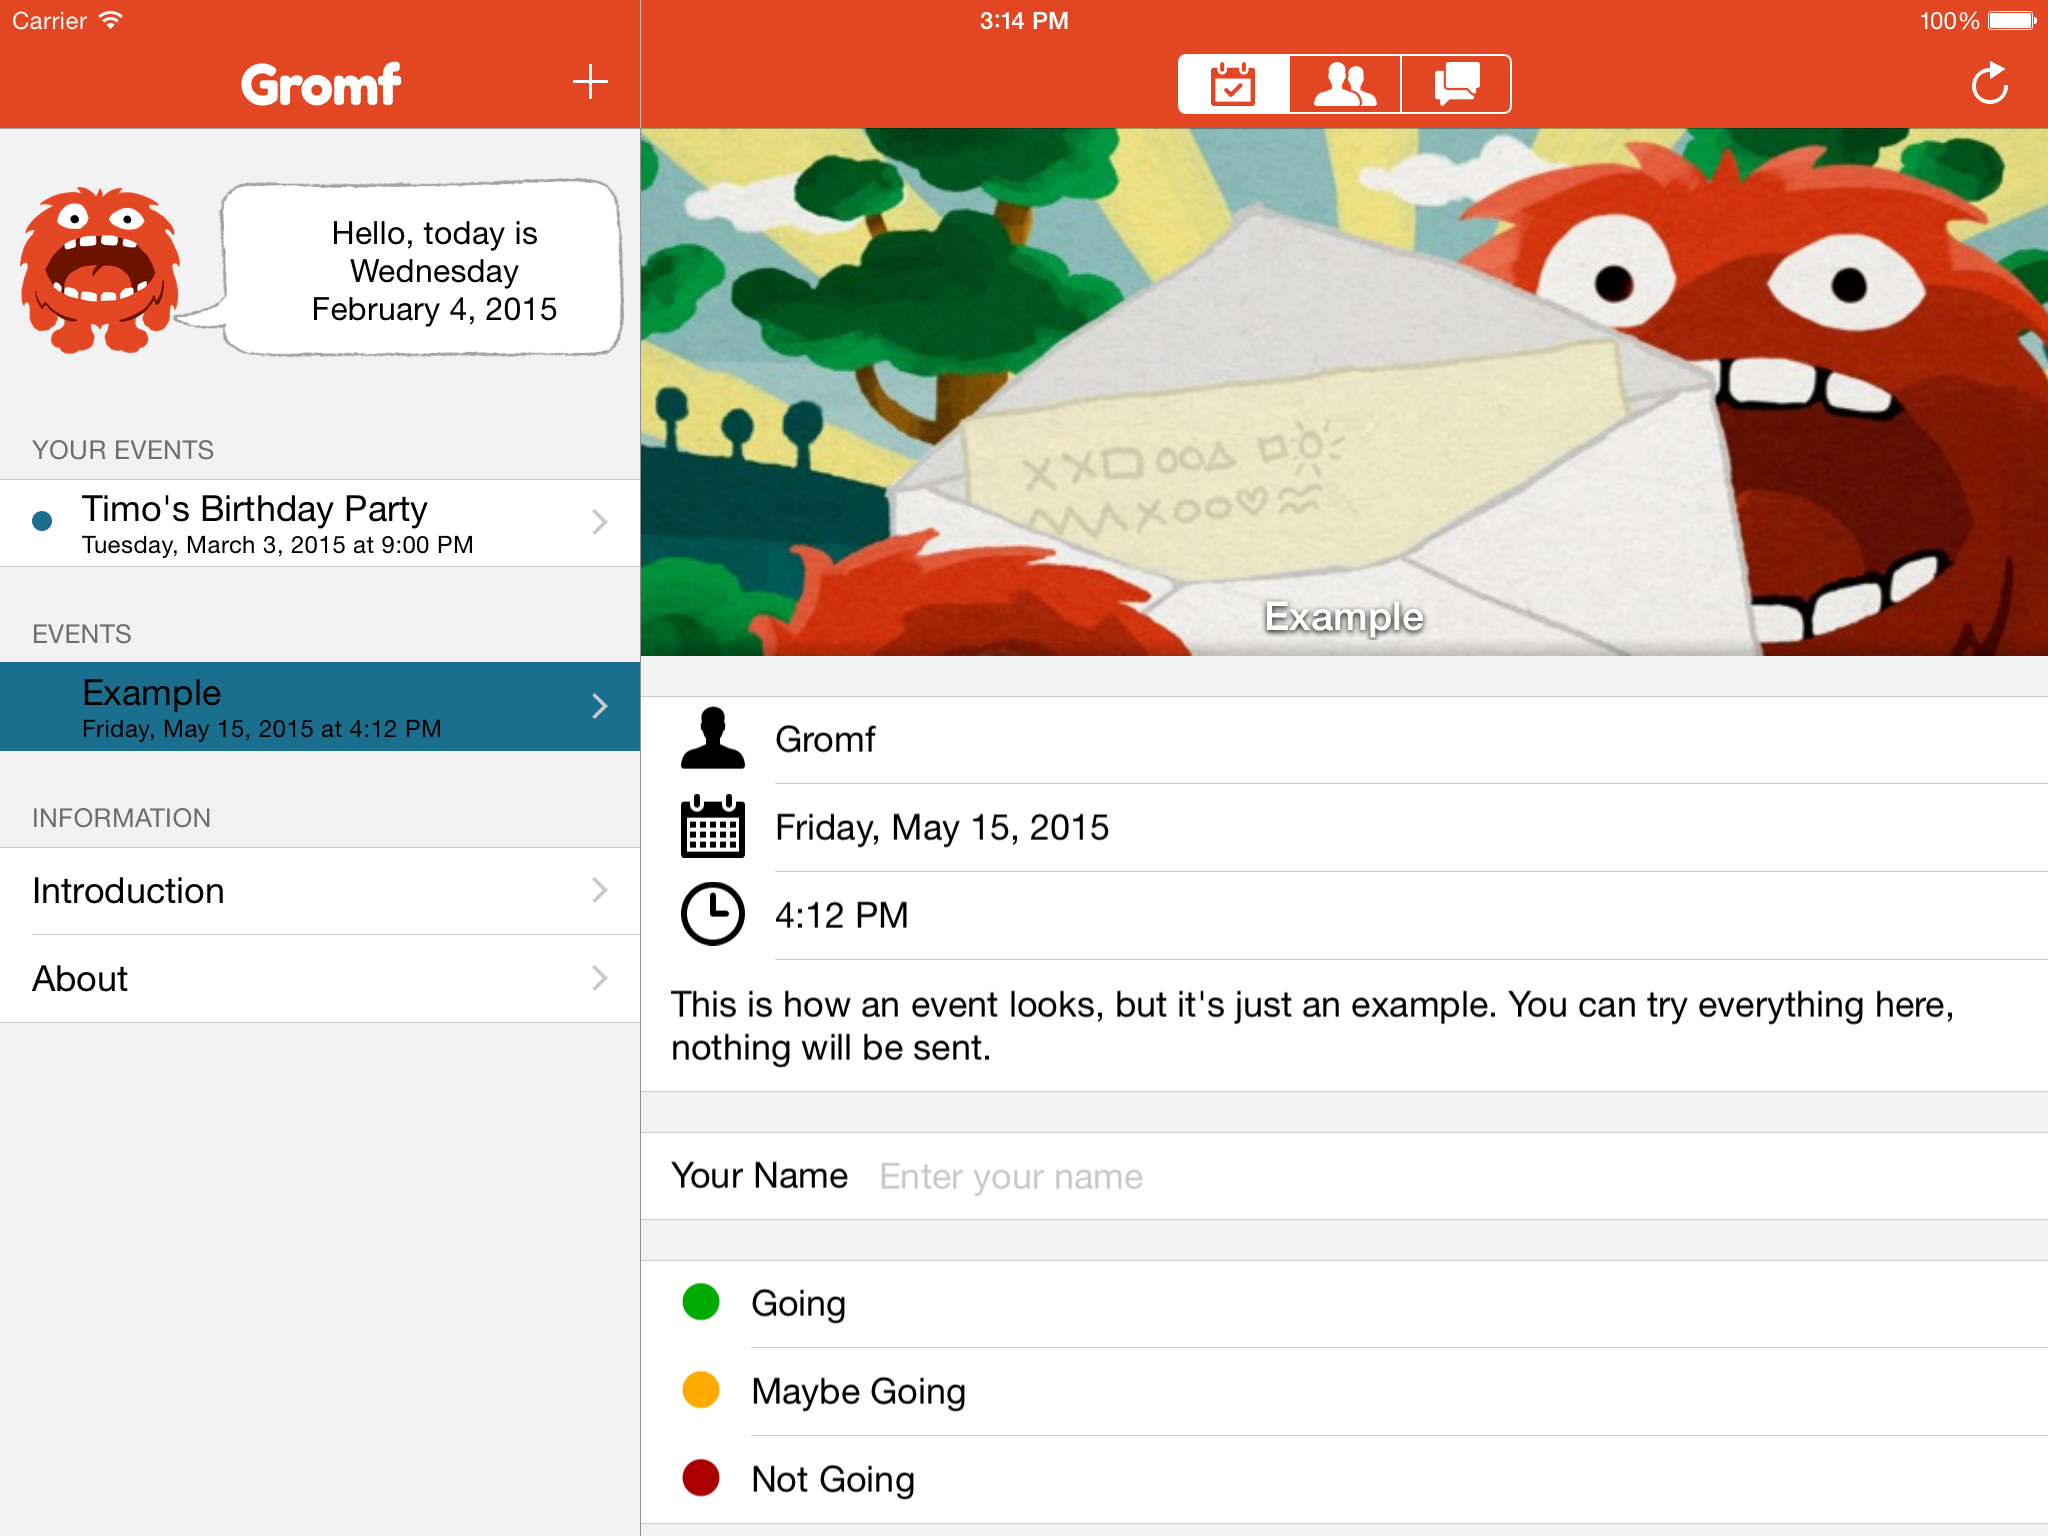 Carrier
3:14 PM
100%
Gromf
Hello, today is
Wednesday
February 4, 2015
YOUR EVENTS
Timo's Birthday Party
Tuesday, March 3, 2015 at 9:00 PM
EVENTS
Example
Friday, May 15, 2015 at 4:12 PM
INFORMATION
Introduction
About
Example
Gromf
Friday, May 15, 2015
4:12 PM
This is how an event looks, but it's just an example. You can try everything here,
nothing will be sent.
Your Name Enter your name
Going
Maybe Going
Not Going